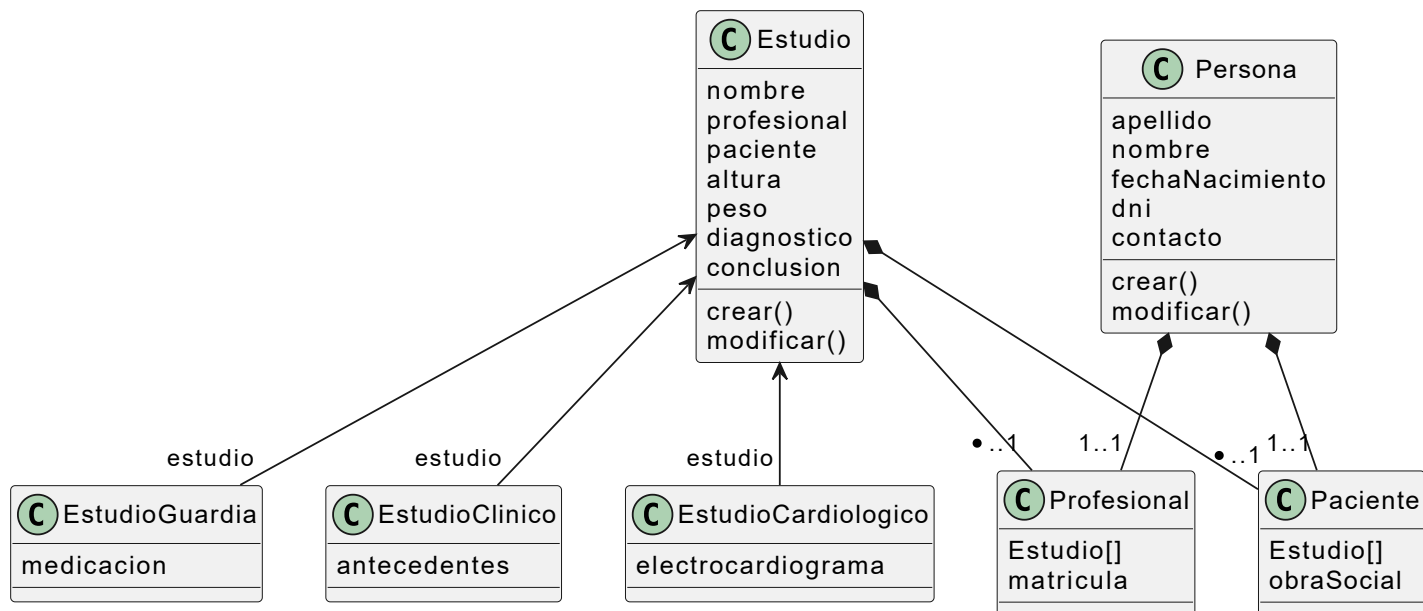 C Estudio
nombre
profesional
paciente
altura
peso
diagnostico
conclusion
crear()
modificar()
C Persona
apellido
nombre
fechaNacimiento
dni
contacto
crear()
modificar()
estudio
estudio
estudio
•..1
1..1
•..1
1..1
C EstudioGuardia
medicacion
C EstudioClinico
antecedentes
C EstudioCardiologico
electrocardiograma
C Profesional
Estudio[]
matricula
C Paciente
Estudio[]
obraSocial